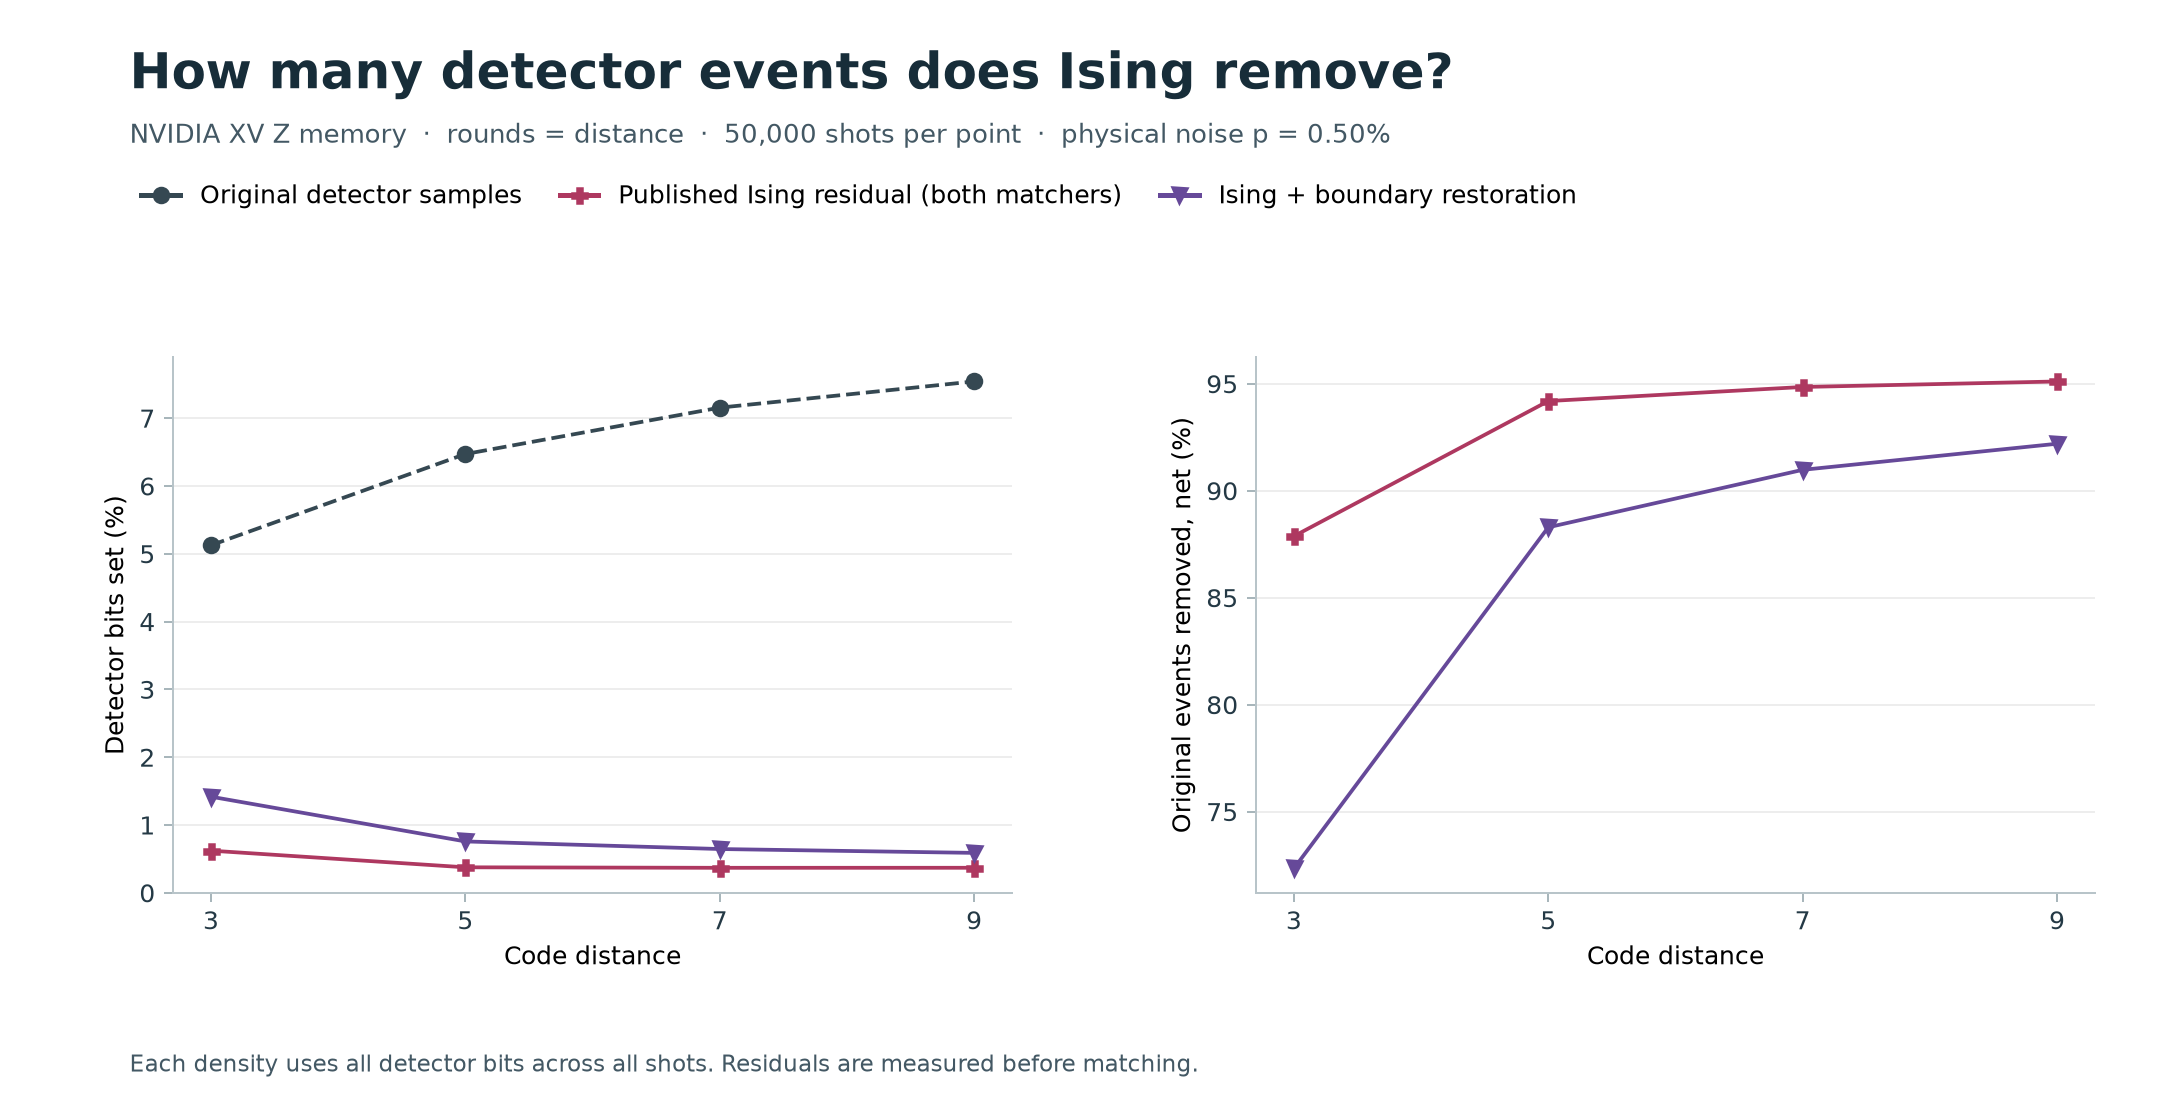 How many detector events does Ising remove?
NVIDIA XV Z memory · rounds = distance · 50,000 shots per point · physical noise p = 0.50%
Original detector samples
Published Ising residual (both matchers)
Ising + boundary restoration
Detector bits set (%)
7
6
5
4
3
2
1
0
3 5 7 9
Code distance
Original events removed, net (%)
95
90
85
80
75
3 5 7 9
Code distance
Each density uses all detector bits across all shots. Residuals are measured before matching.